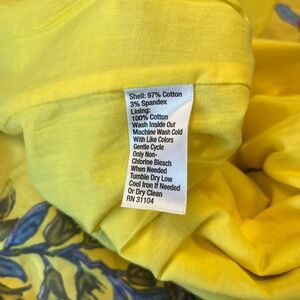 Shell: 97% Cotton
3% Spandex
Lining:
100% Cotton
Wash Inside Out
Machine Wash Cold
With Like Colors
Gentle Cycle
Only Non-
Chlorine Bleach
When Needed
Tumble Dry Low
Cool Iron If Needed
Or Dry Clean
RN 31104